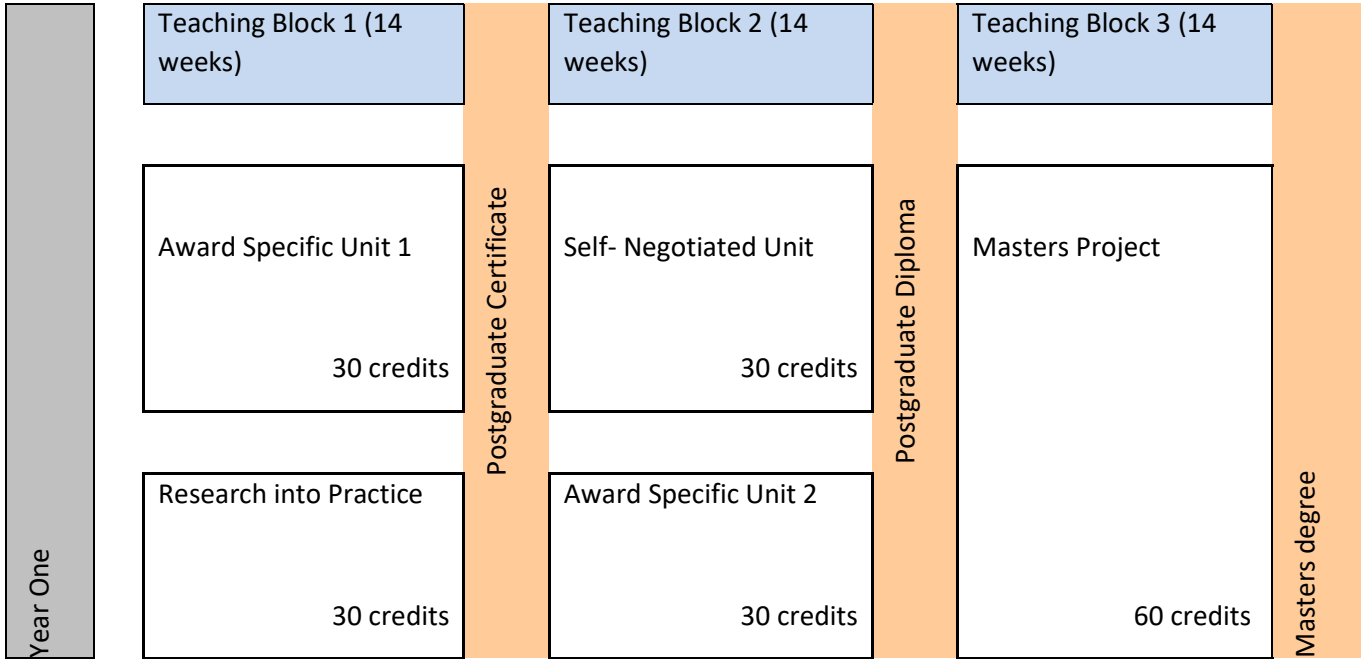 Year One
Teaching Block 1 (14
weeks)
Award Specific Unit 1
30 credits
Research into Practice
30 credits
Postgraduate Certificate
Teaching Block 2 (14
weeks)
Self- Negotiated Unit
30 credits
Award Specific Unit 2
30 credits
Postgraduate Diploma
Teaching Block 3 (14
weeks)
Masters Project
60 credits
Masters degree